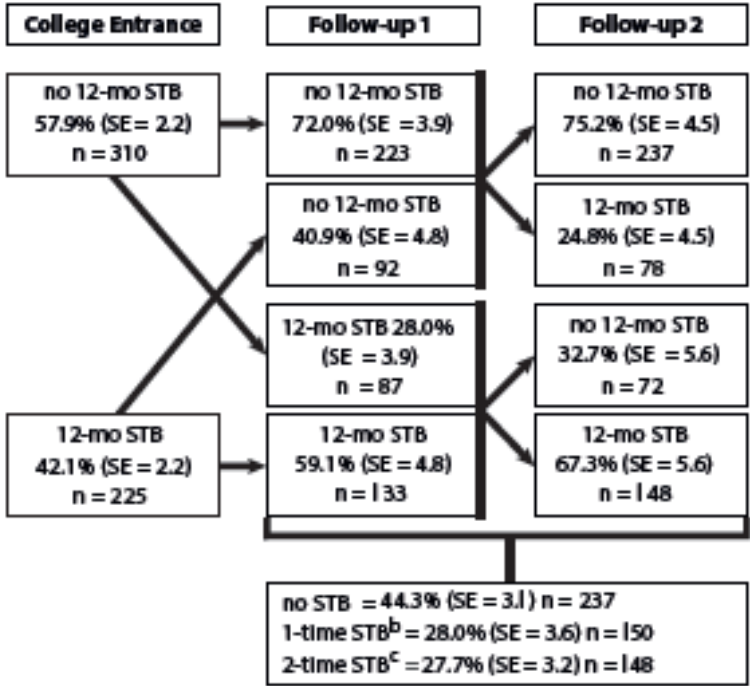 College Entrance
Follow-up 1
Follow-up 2
no 12-mo STB
57.9% (SE = 2.2)
n = 310
no 12-mo STB
72.0% (SE = 3.9)
n = 223
no 12-mo STB
75.2% (SE = 4.5)
n = 237
no 12-mo STB
40.9% (SE = 4.8)
n = 92
12-mo STB
24.8% (SE = 4.5)
n = 78
12-mo STB 28.0%
(SE = 3.9)
n = 87
no 12-mo STB
32.7% (SE = 5.6)
n = 72
12-mo STB
42.1% (SE = 2.2)
n = 225
12-mo STB
59.1% (SE = 4.8)
n = l 33
12-mo STB
67.3% (SE = 5.6)
n = l 48
no STB = 44.3% (SE = 3.l) n = 237
1-time STBb = 28.0% (SE = 3.6) n = l50
2-time STBc = 27.7% (SE = 3.2) n = l48